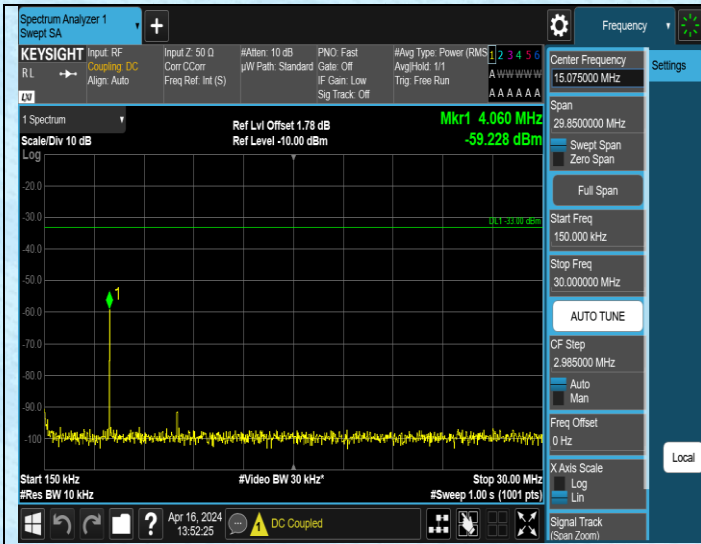 Spectrum Analyzer 1
Swept SA
+
Frequency
KEYSIGHT
RL
LXI
Input: RF
Coupling: DC
Align: Auto
Input Z: 50 Ω
Corr CCorr
Freq Ref: Int (S)
#Atten: 10 dB
µW Path: Standard
PNO: Fast
Gate: Off
IF Gain: Low
Sig Track: Off
#Avg Type: Power (RMS
Avg|Hold: 1/1
Trig: Free Run
1 2 3 4 5 6
A W W W W W
A A A A A A
1 Spectrum
Scale/Div 10 dB
Log
Ref Lvl Offset 1.78 dB
Ref Level -10.00 dBm
Mkr1 4.060 MHz
-59.228 dBm
-20.0
-30.0
DL1 -33.00 dBm
-40.0
-50.0
1
-60.0
-70.0
-80.0
-90.0
-100
Start 150 kHz
#Res BW 10 kHz
#Video BW 30 kHz*
Stop 30.00 MHz
#Sweep 1.00 s (1001 pts)
?
Apr 16, 2024
13:52:25
1
DC Coupled
Center Frequency
15.075000 MHz
Span
29.8500000 MHz
Swept Span
Zero Span
Full Span
Start Freq
150.000 kHz
Stop Freq
30.000000 MHz
AUTO TUNE
CF Step
2.985000 MHz
Auto
Man
Freq Offset
0 Hz
X Axis Scale
Log
Lin
Signal Track
(Span Zoom)
Settings
Local